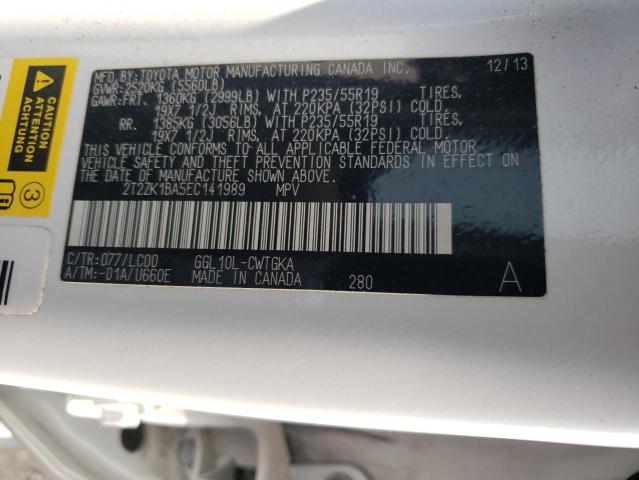 MFD. BY: TOYOTA MOTOR MANUFACTURING CANADA INC. 12/13
GVWR: 2520KG (5560LB)
GAWR: FRT. 1360KG (2999LB) WITH P235/55R19 TIRES,
19X7 1/2J RIMS, AT 220KPA (32PSI) COLD.
RR. 1385KG (3056LB) WITH P235/55R19 TIRES,
19X7 1/2J RIMS, AT 220KPA (32PSI) COLD.
THIS VEHICLE CONFORMS TO ALL APPLICABLE FEDERAL MOTOR
VEHICLE SAFETY AND THEFT PREVENTION STANDARDS IN EFFECT ON
THE DATE OF MANUFACTURE SHOWN ABOVE.
2T2ZK1BA5EC141989 MPV
C/TR: 077/LC00 GGL10L-CWTGKA
A/TM: -01A/U660E MADE IN CANADA 280 A
CAUTION
ATTENTION
ACHTUNG
3